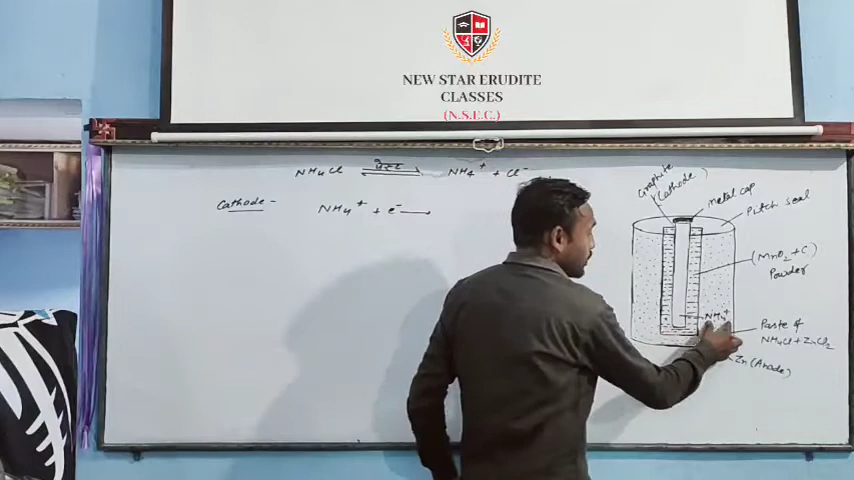 NEW STAR ERUDITE
CLASSES
(N.S.E.C.)
NH4Cl ⇌ NH4+ + Cl-
Cathode - NH4+ + e- →
Graphite
(Cathode)
metal cap
Pitch seal
(MnO2 + C)
Powder
NH4+
Paste of
NH4Cl + ZnCl2
Zn (Anode)